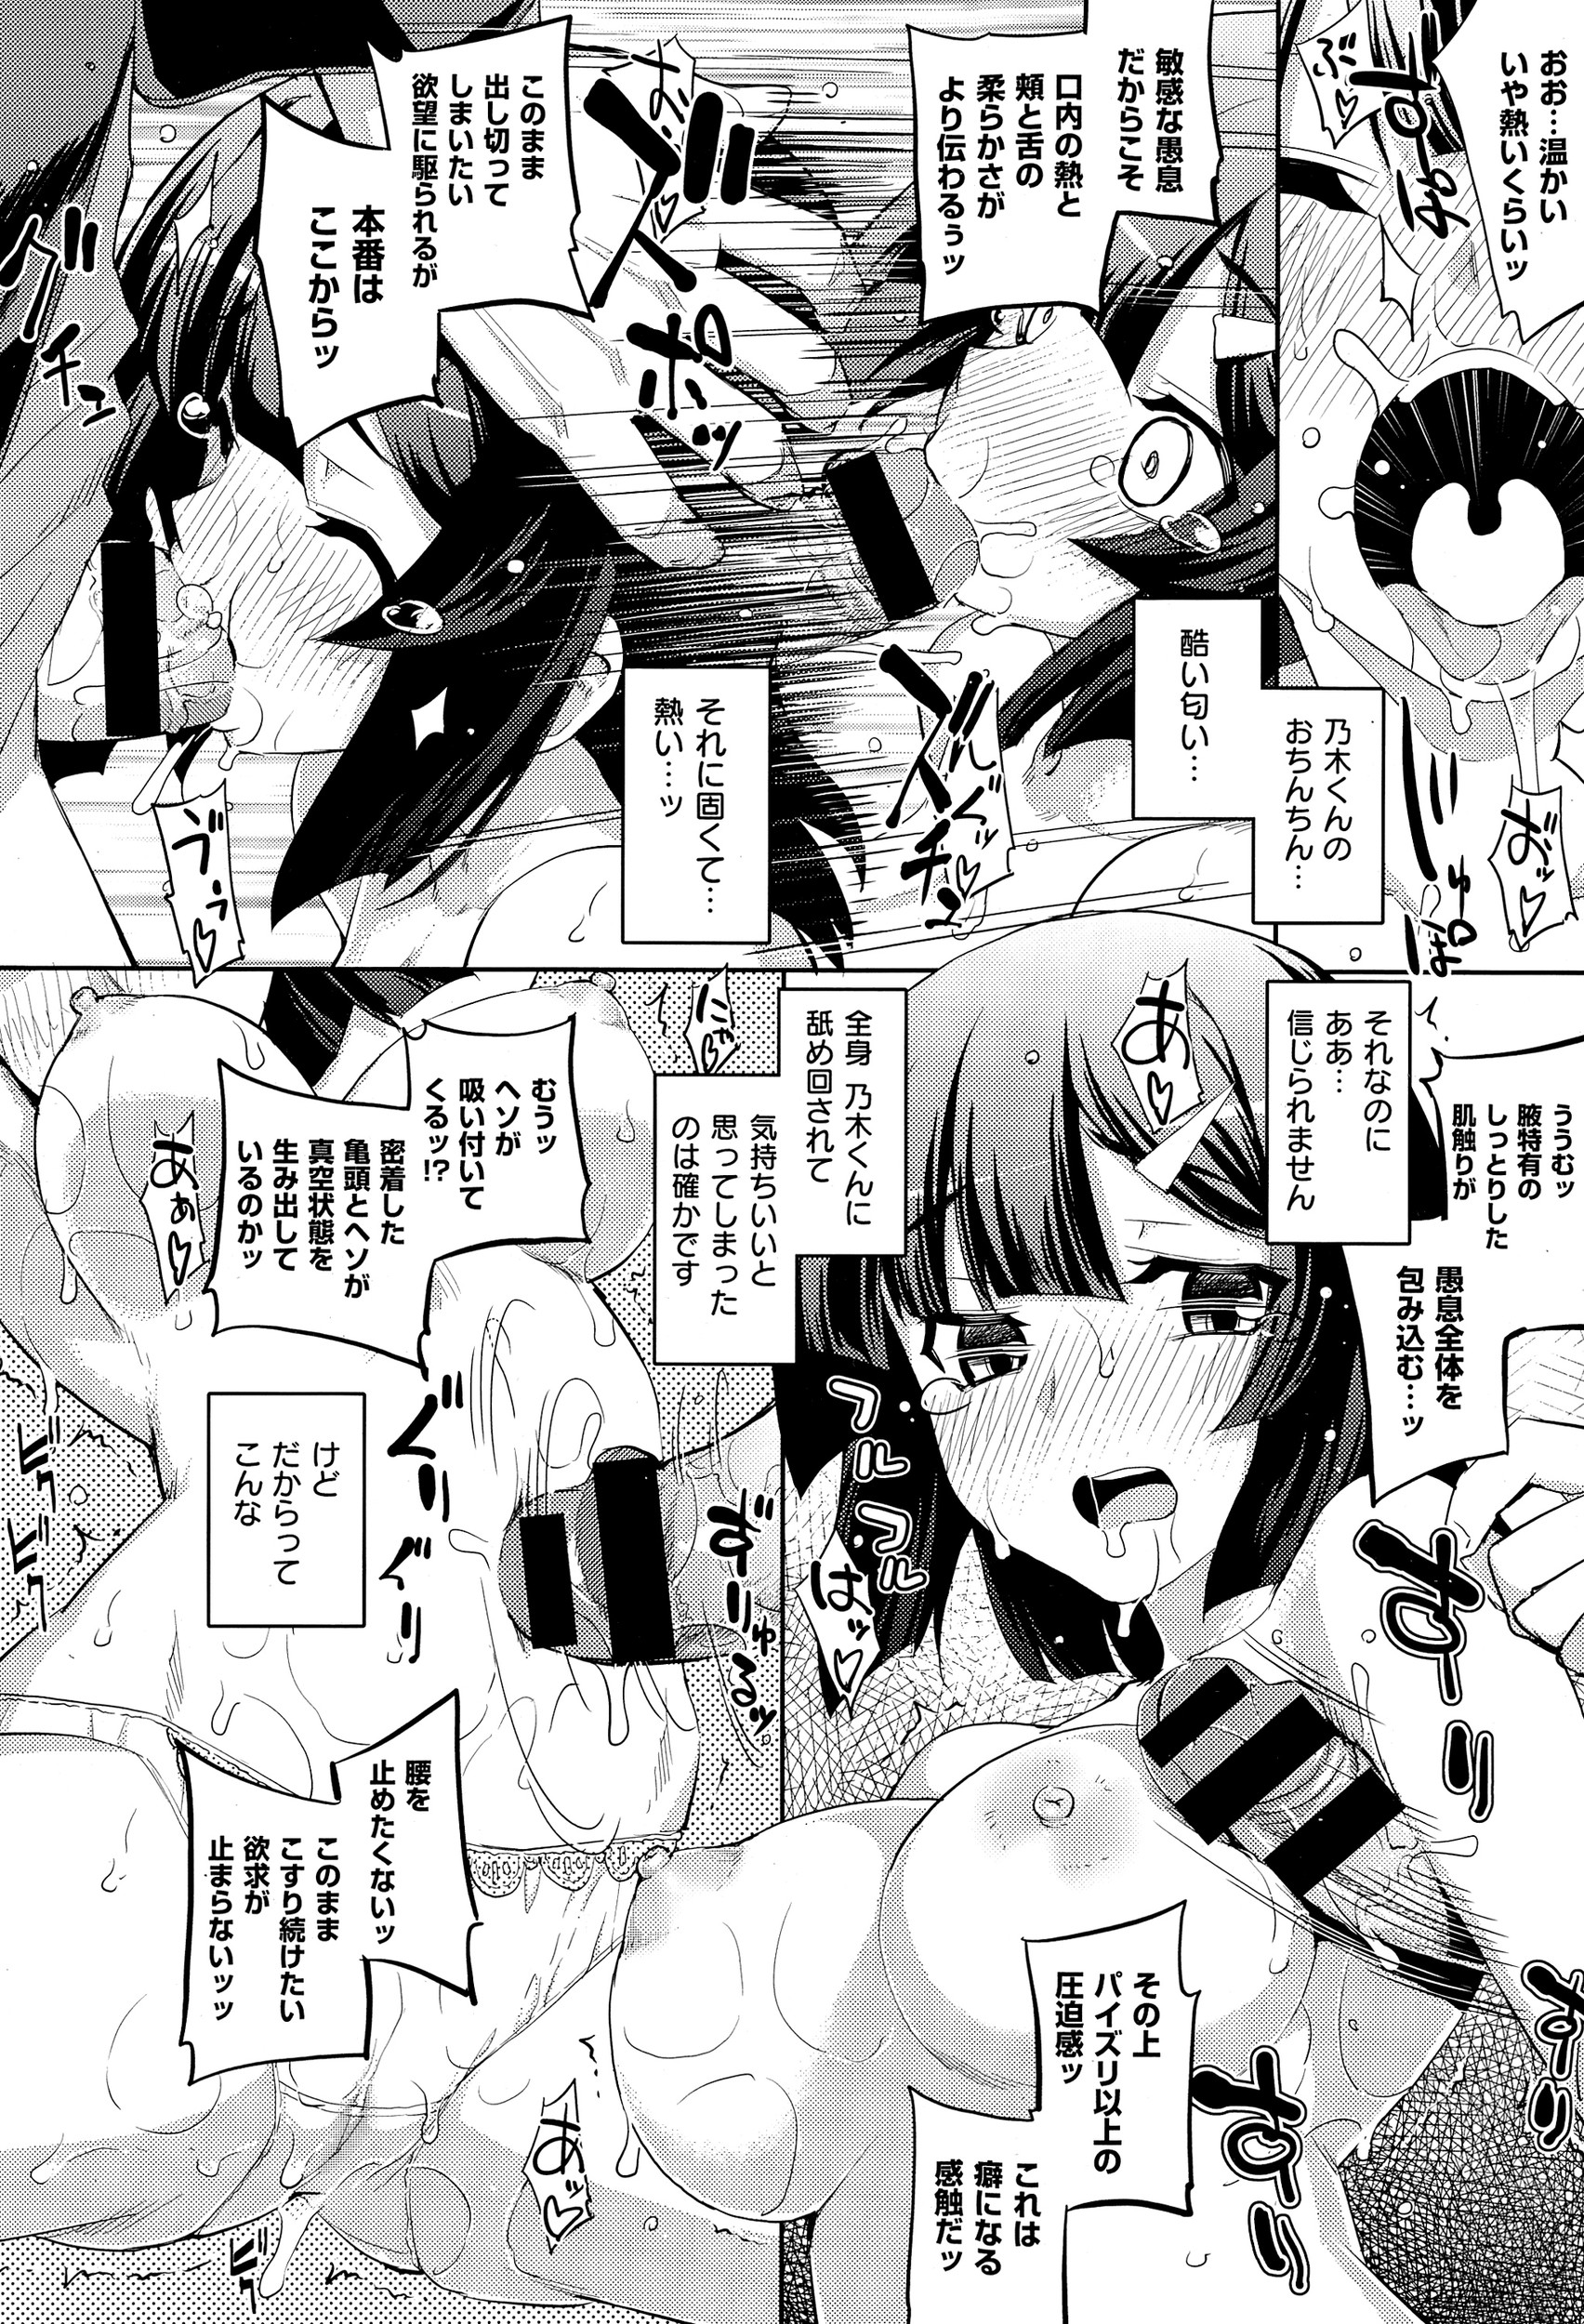 おお…温かい
いや熱いくらいッ
敏感な愚息
だからこそ
口内の熱と
頬と舌の
柔らかさが
より伝わるぅッ
このまま
出し切って
しまいたい
欲望に駆られるが
本番は
ここからッ
乃木くんの
おちんちん…
酷い匂い…
それに固くて…
熱い…ッ
ううむッ
腋特有の
しっとりした
肌触りが
愚息全体を
包み込む…ッ
それなのに
ああ…
信じられません
あ♡
その上
パイズリ以上の
圧迫感ッ
これは
癖になる
感触だッ
全身 乃木くんに
舐め回されて
気持ちいいと
思ってしまった
のは確かです
フルフル
はッ♡
むうッ
ヘソが
吸い付いて
くるッ!?
密着した
亀頭とヘソが
真空状態を
生み出して
いるのかッ
けど
だからって
こんな
腰を
止めたくないッ
このまま
こすり続けたい
欲求が
止まらないッッ
あッ♡